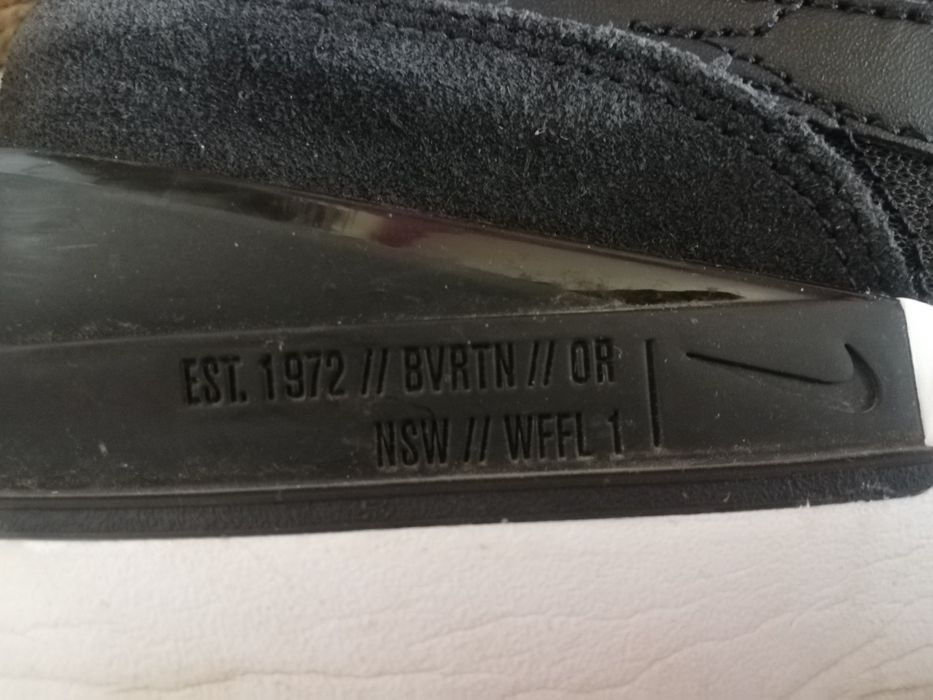 EST. 1972 // BVRTN // OR
NSW // WFFL 1